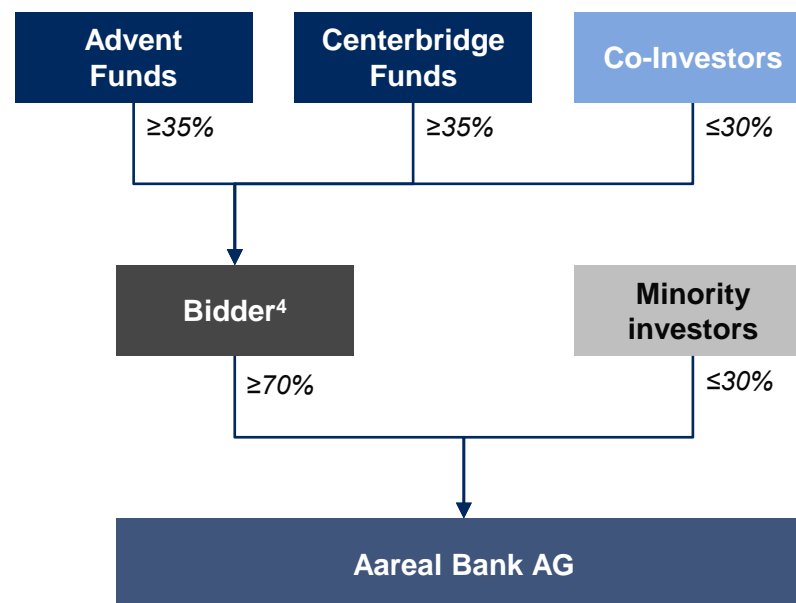 Advent
Funds
Centerbridge
Funds
Co-Investors
≥35%
≥35%
≤30%
Bidder⁴
Minority
investors
≥70%
≤30%
Aareal Bank AG